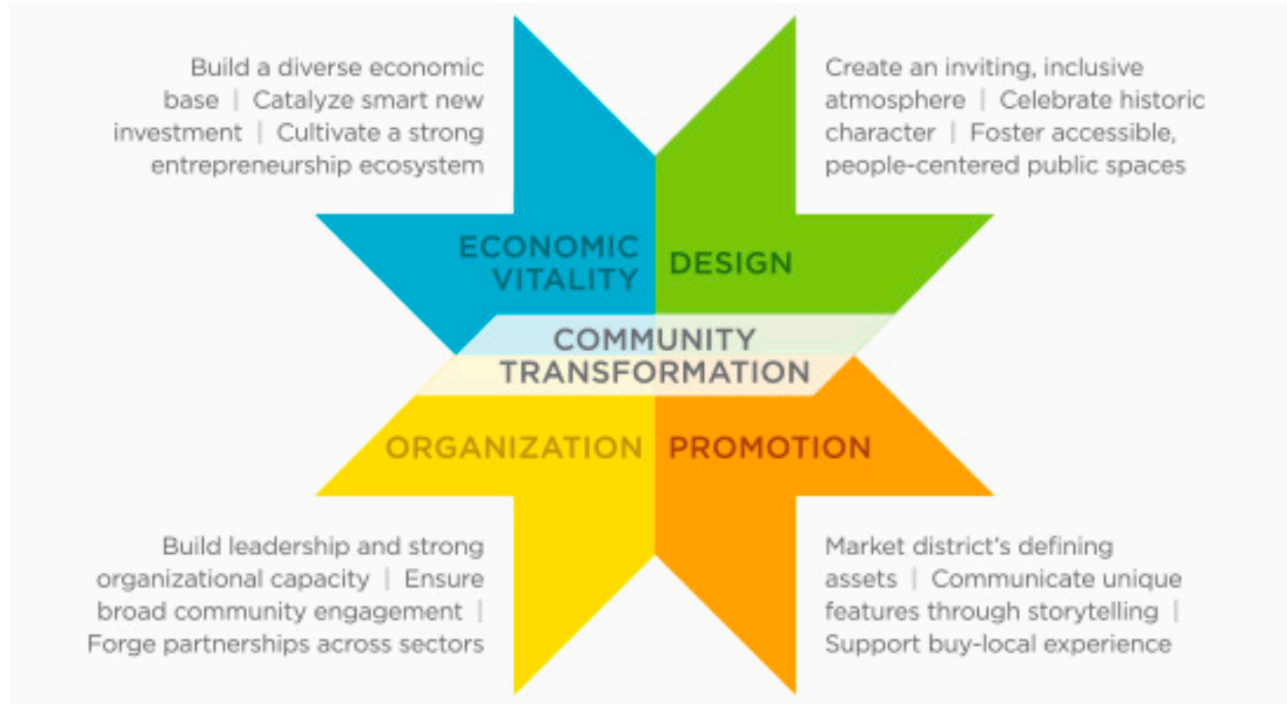 Build a diverse economic
base | Catalyze smart new
investment | Cultivate a strong
entrepreneurship ecosystem
Create an inviting, inclusive
atmosphere | Celebrate historic
character | Foster accessible,
people-centered public spaces
ECONOMIC
VITALITY
DESIGN
COMMUNITY
TRANSFORMATION
ORGANIZATION
PROMOTION
Build leadership and strong
organizational capacity | Ensure
broad community engagement |
Forge partnerships across sectors
Market district's defining
assets | Communicate unique
features through storytelling |
Support buy-local experience